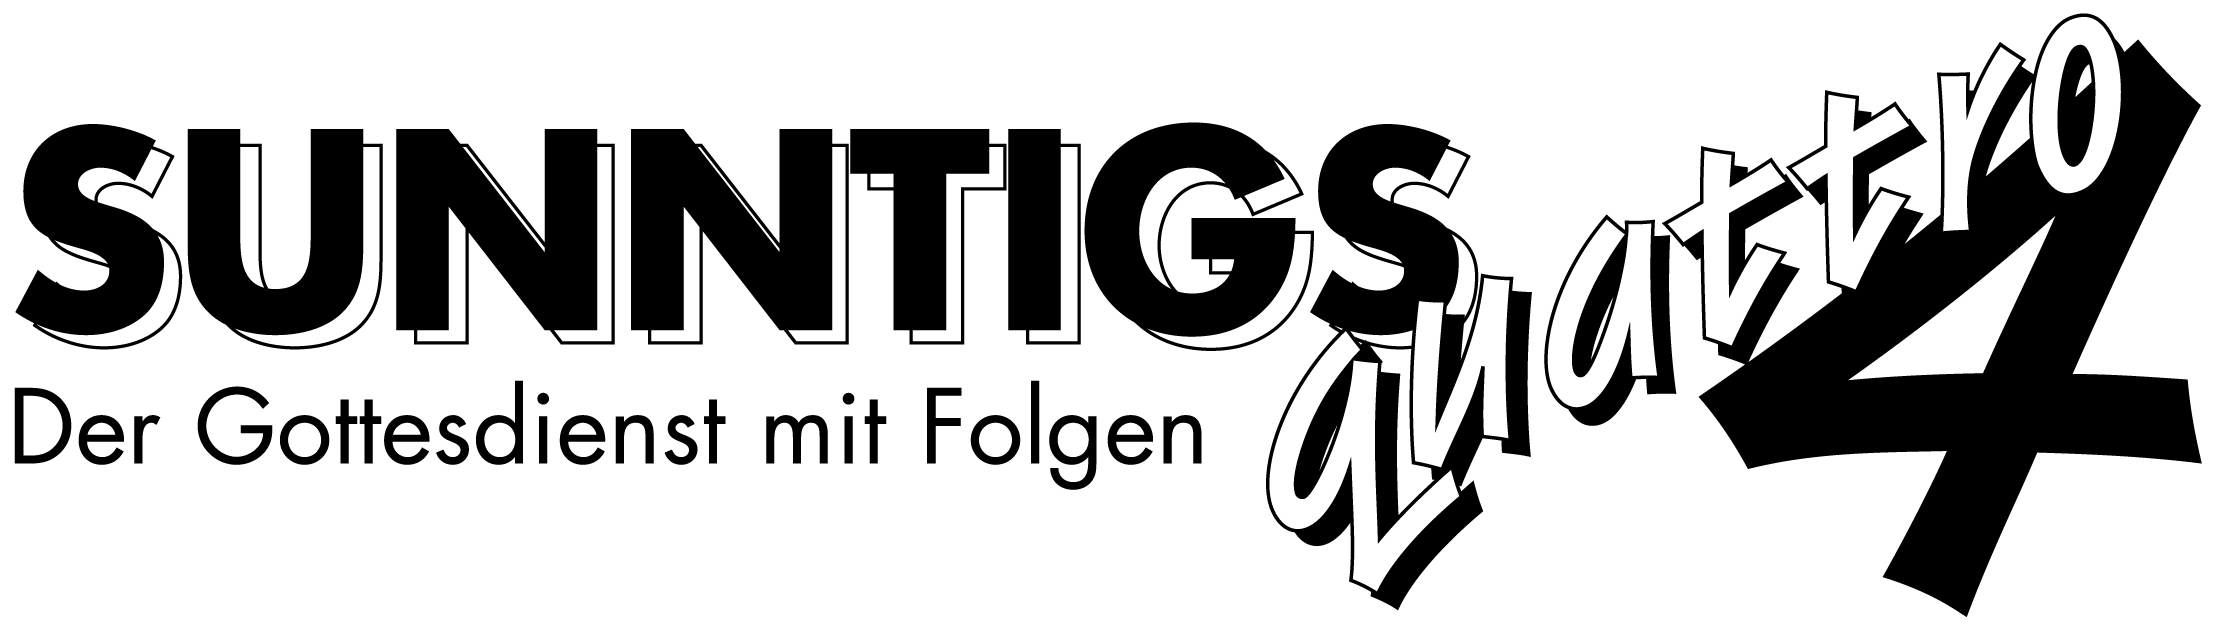 SUNNTIGS quattro 4
Der Gottesdienst mit Folgen